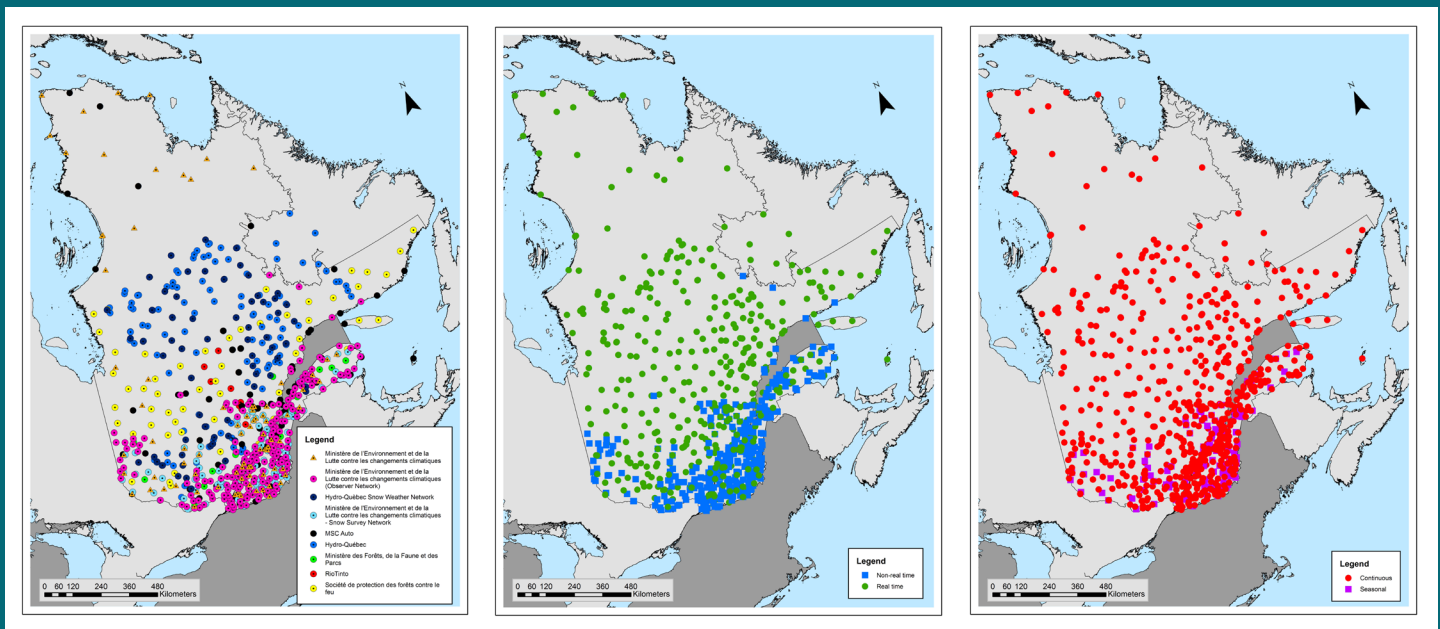 N
Legend
Ministère de l'Environnement et de la
Lutte contre les changements climatiques
Ministère de l'Environnement et de la
Lutte contre les changements climatiques
(Observer Network)
Hydro-Québec Snow Weather Network
Ministère de l'Environnement et de la
Lutte contre les changements climatiques
- Snow Survey Network
MSC Auto
Hydro-Québec
Ministère des Forêts, de la Faune et des
Parcs
RioTinto
Société de protection des forêts contre le
feu
0 60 120 240 360 480
Kilometers
N
Legend
Non-real time
Real time
0 60 120 240 360 480
Kilometers
N
Legend
Continuous
Seasonal
0 60 120 240 360 480
Kilometers